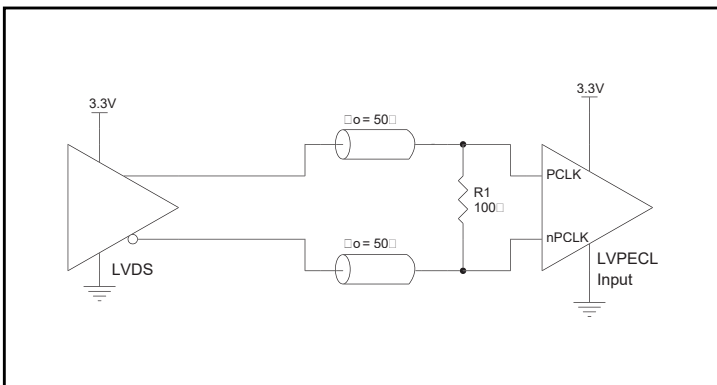 3.3V
3.3V
□o = 50□
PCLK
R1
100□
□o = 50□
nPCLK
LVDS
LVPECL
Input